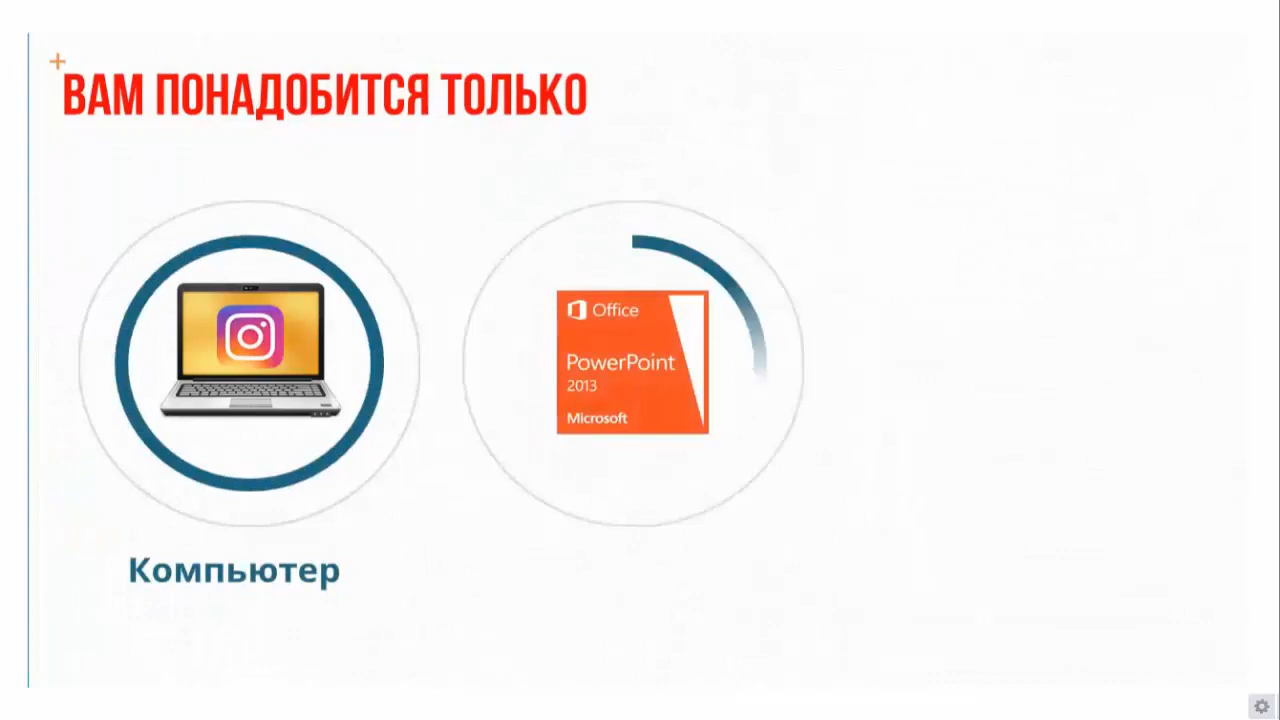 ВАМ ПОНАДОБИТСЯ ТОЛЬКО
Office
PowerPoint
2013
Microsoft
Компьютер